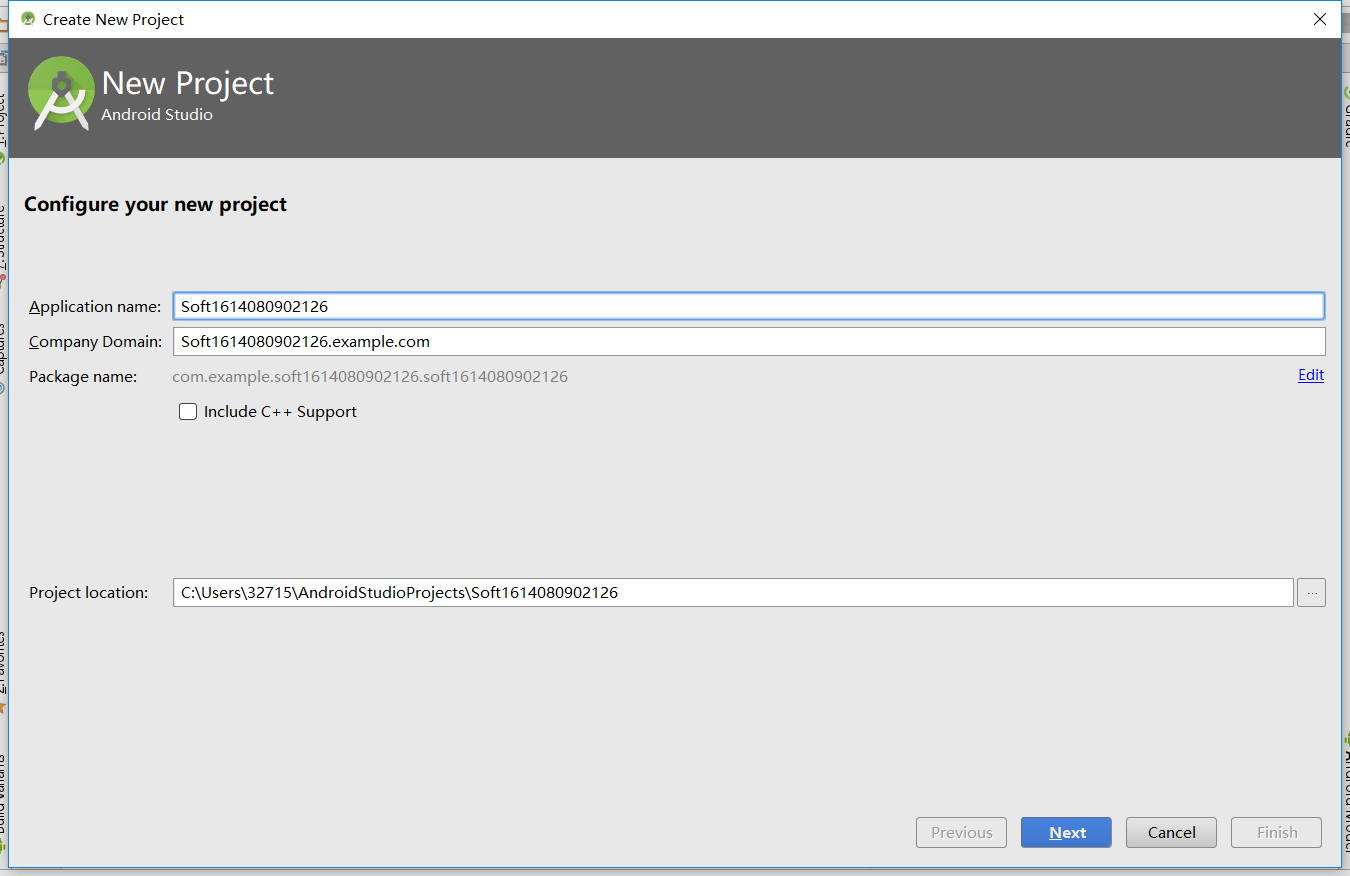 Create New Project
New Project
Android Studio
Configure your new project
Application name: Soft1614080902126
Company Domain: Soft1614080902126.example.com
Package name: com.example.soft1614080902126.soft1614080902126 Edit
Include C++ Support
Project location: C:\Users\32715\AndroidStudioProjects\Soft1614080902126 ...
Previous Next Cancel Finish